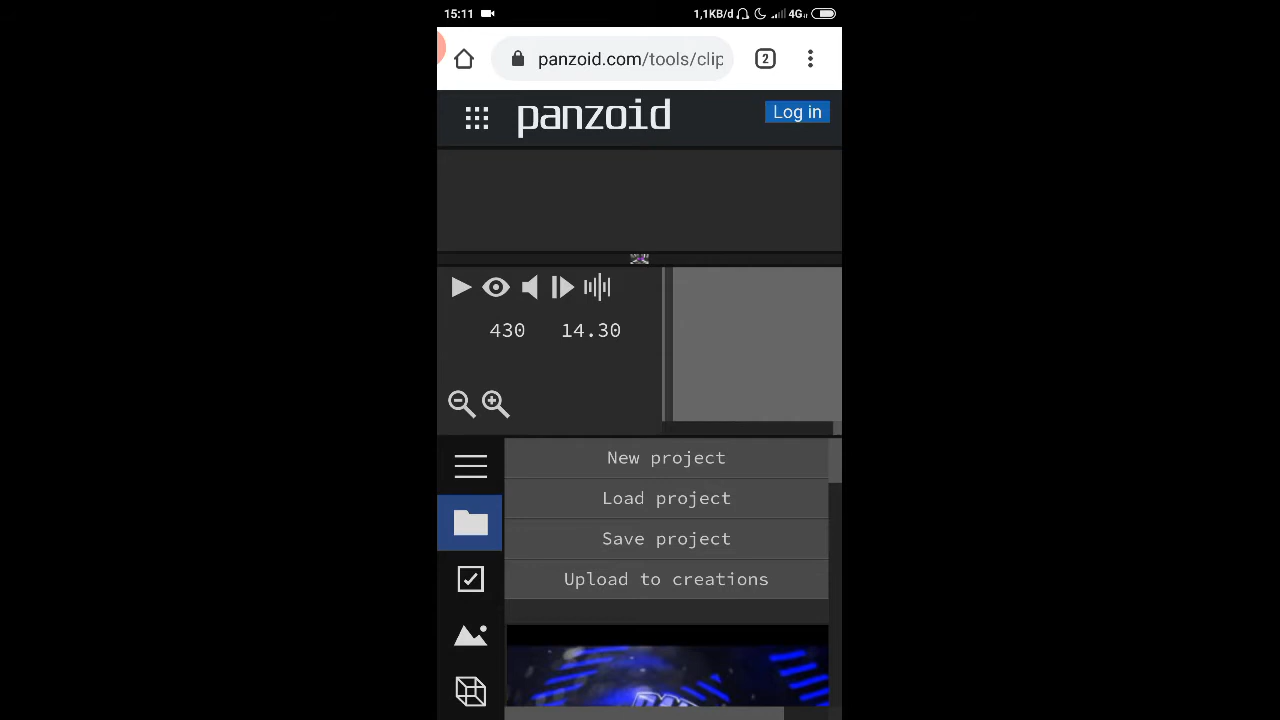 15:11 1,1KB/d 4G
panzoid.com/tools/clip 2
panzoid Log in
430 14.30
New project
Load project
Save project
Upload to creations